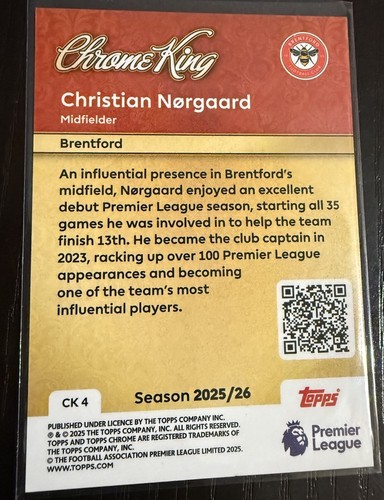 Chrome King
BRENTFORD
FOOTBALL CLUB
Christian Nørgaard
Midfielder
Brentford
An influential presence in Brentford's
midfield, Nørgaard enjoyed an excellent
debut Premier League season, starting all 35
games he was involved in to help the team
finish 13th. He became the club captain in
2023, racking up over 100 Premier League
appearances and becoming
one of the team's most
influential players.
CK 4
Season 2025/26
Topps
PUBLISHED UNDER LICENCE BY THE TOPPS COMPANY INC.
® & © 2025 THE TOPPS COMPANY, INC. ALL RIGHTS RESERVED.
TOPPS AND TOPPS CHROME ARE REGISTERED TRADEMARKS OF
THE TOPPS COMPANY, INC.
© THE FOOTBALL ASSOCIATION PREMIER LEAGUE LIMITED 2025.
WWW.TOPPS.COM
Premier
League